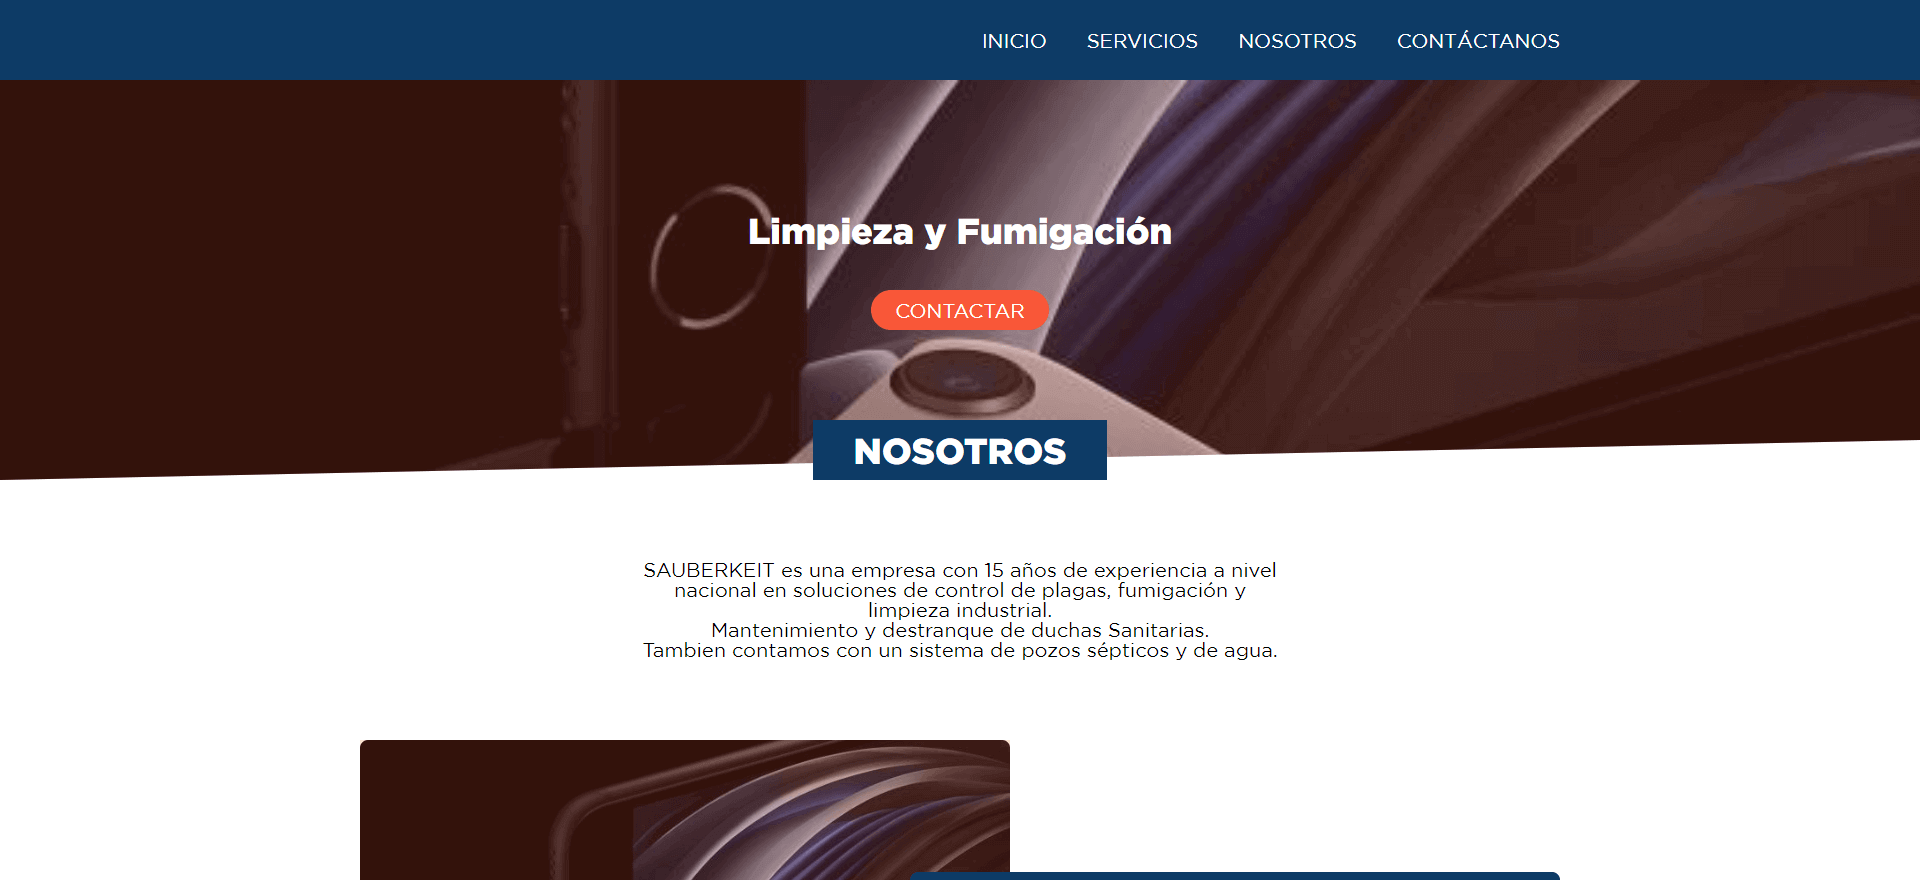 INICIO SERVICIOS NOSOTROS CONTÁCTANOS
Limpieza y Fumigación
CONTACTAR
NOSOTROS
SAUBERKEIT es una empresa con 15 años de experiencia a nivel
nacional en soluciones de control de plagas, fumigación y
limpieza industrial.
Mantenimiento y destranque de duchas Sanitarias.
Tambien contamos con un sistema de pozos sépticos y de agua.